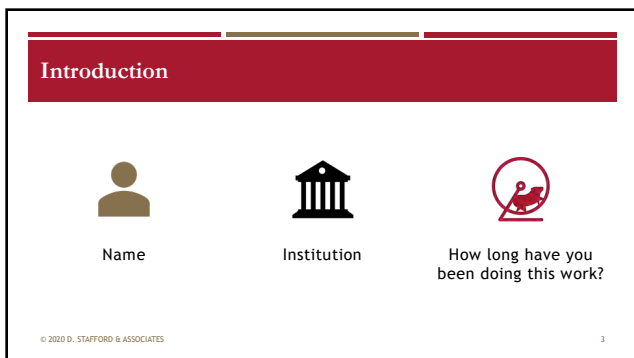 Introduction
Name
Institution
How long have you
been doing this work?
© 2020 D. STAFFORD & ASSOCIATES
3